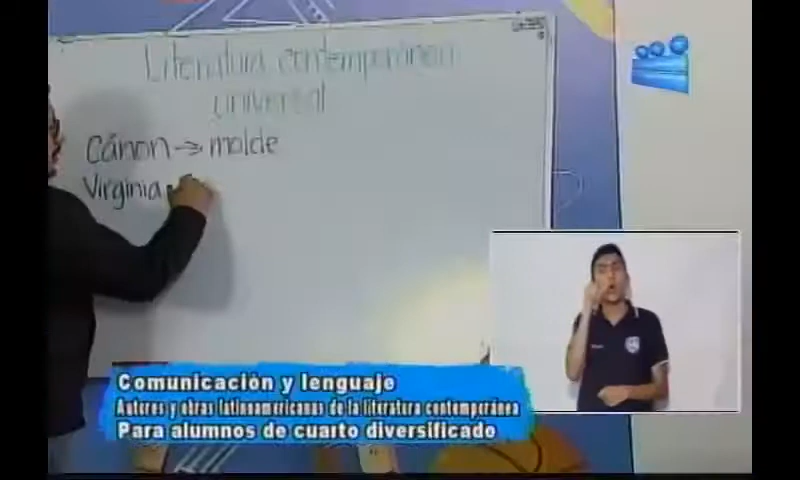 Literatura contemporánea
universal
Cánon → molde
Virginia
Comunicación y lenguaje
Autores y obras latinoamericanas de la literatura contemporánea
Para alumnos de cuarto diversificado